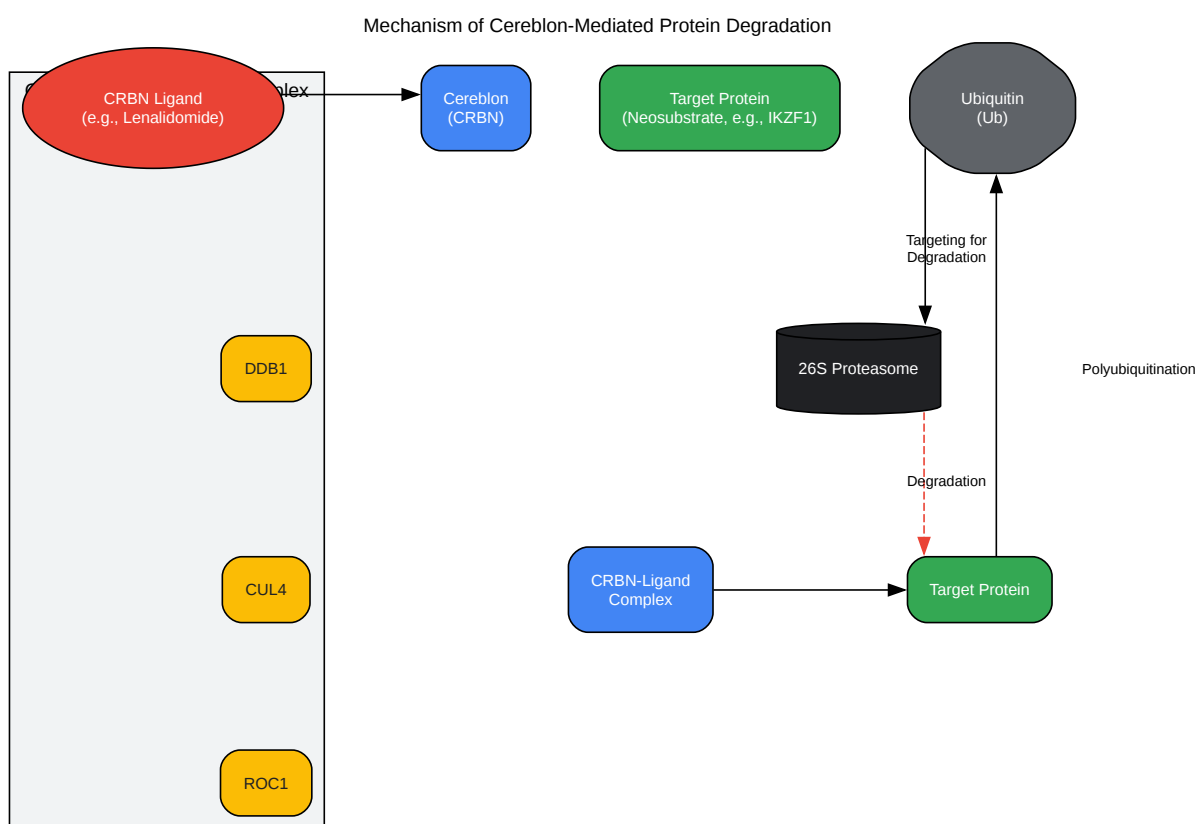 Mechanism of Cereblon-Mediated Protein Degradation
CRBN Ligand
(e.g., Lenalidomide)
Cereblon
(CRBN)
Target Protein
(Neosubstrate, e.g., IKZF1)
Ubiquitin
(Ub)
Targeting for
Degradation
DDB1
26S Proteasome
Polyubiquitination
Degradation
CUL4
CRBN-Ligand
Complex
Target Protein
ROC1